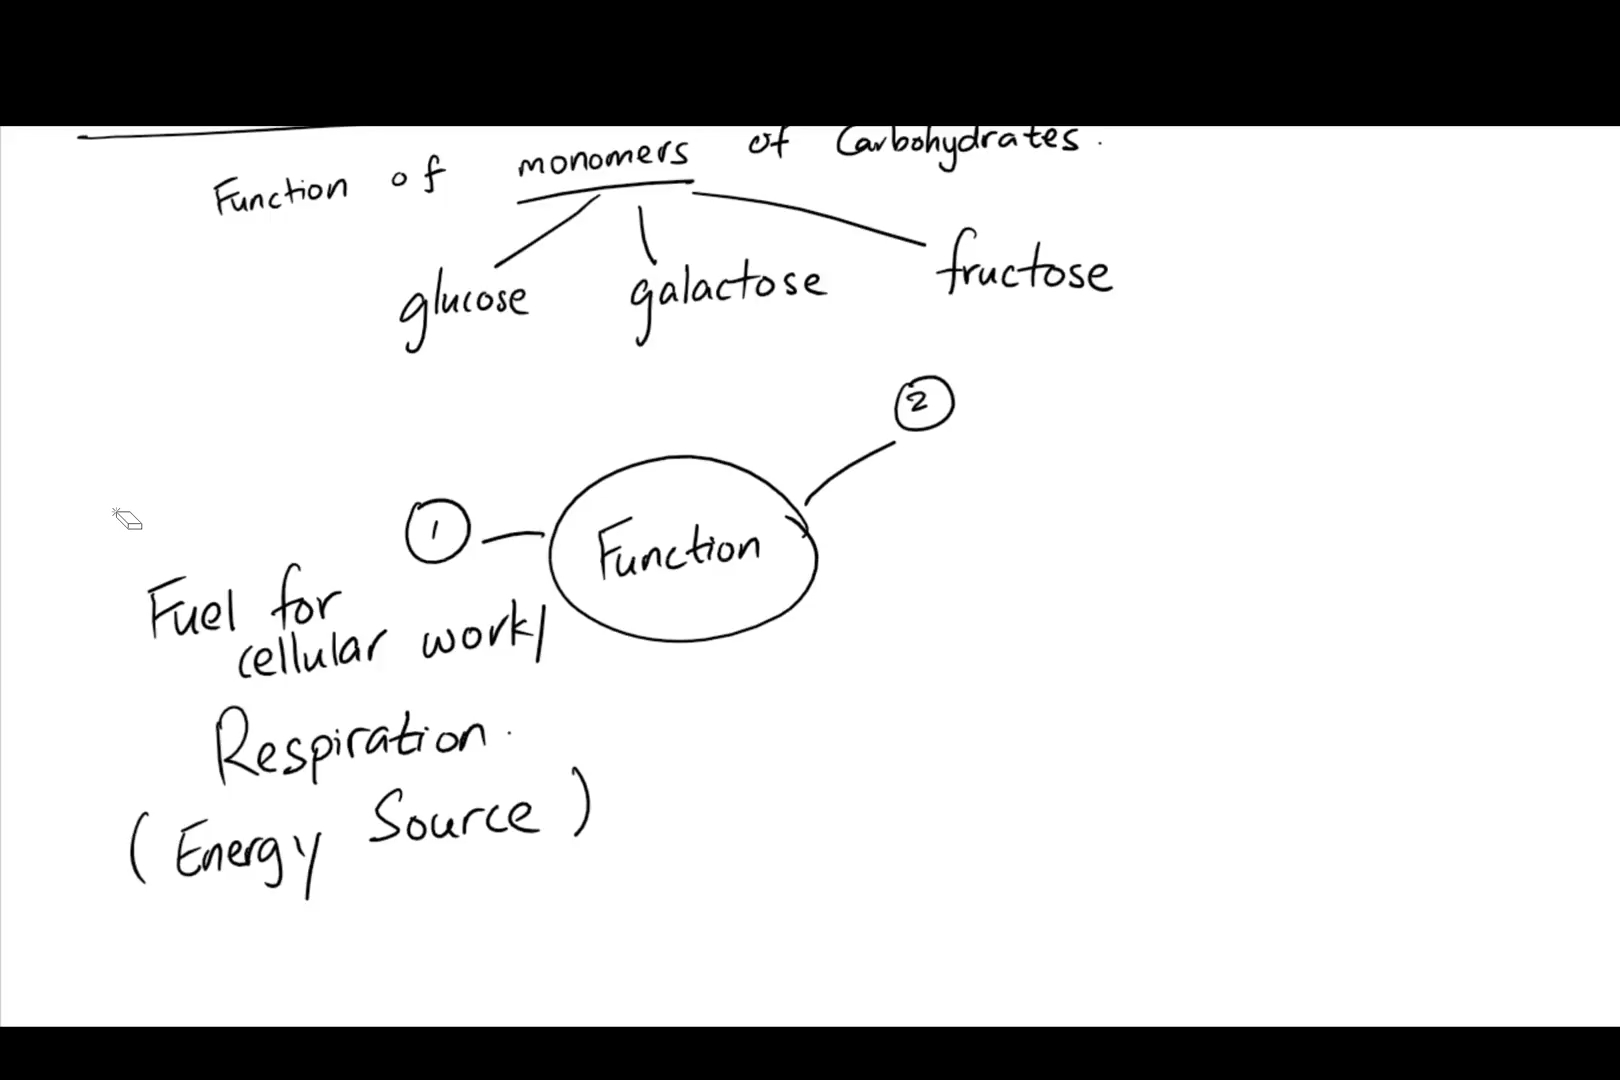 Function of monomers of Carbohydrates.
glucose galactose fructose
2
1
Function
Fuel for
cellular work/
Respiration.
(Energy Source)